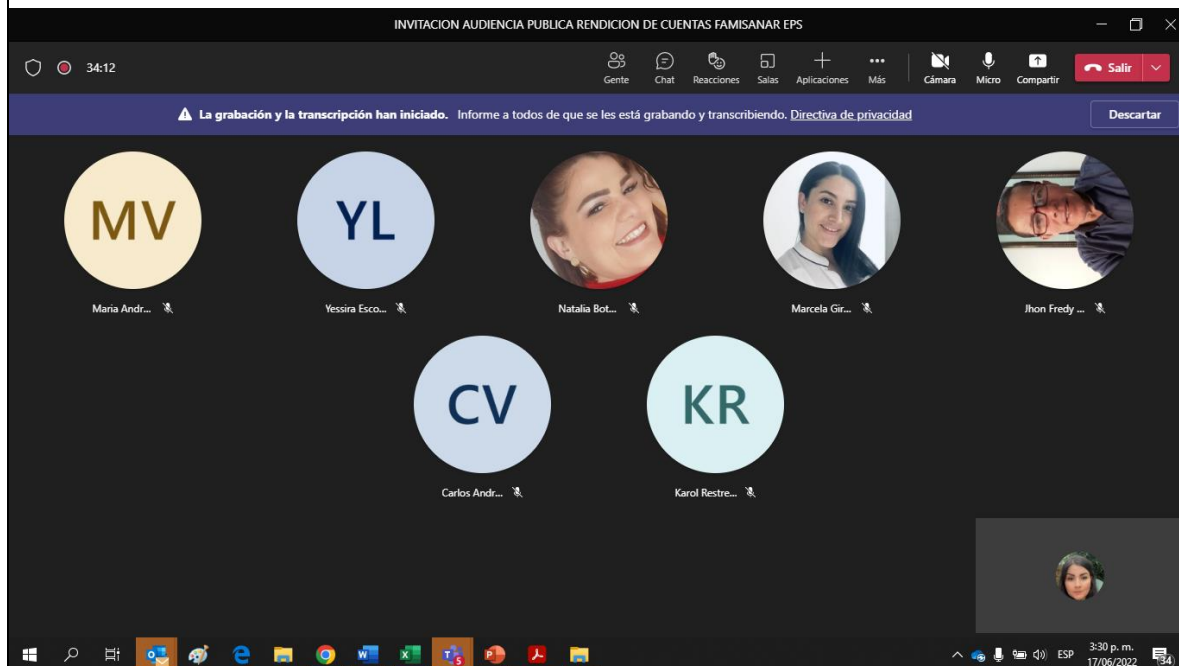 INVITACION AUDIENCIA PUBLICA RENDICION DE CUENTAS FAMISANAR EPS
34:12
Gente Chat Reacciones Salas Aplicaciones Más Cámara Micro Compartir Salir
La grabación y la transcripción han iniciado. Informe a todos de que se les está grabando y transcribiendo. Directiva de privacidad Descartar
MV YL
Maria Andr... Yessira Esco... Natalia Bot... Marcela Gir... Jhon Fredy ...
CV KR
Carlos Andr... Karol Restre...
ESP 3:30 p. m.
17/06/2022 34